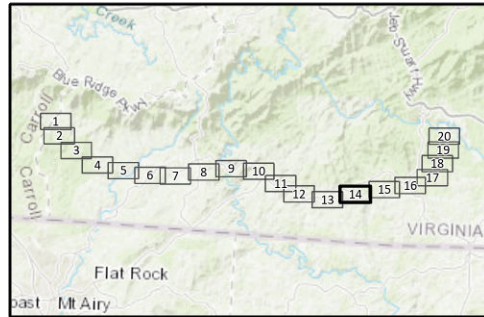 Creek
Blue Ridge Pkwy
Jeb Stuart Hwy
Carroll
Carroll
1
2
3
4
5
6
7
8
9
10
11
12
13
14
15
16
17
18
19
20
VIRGINIA
Flat Rock
oast Mt Airy